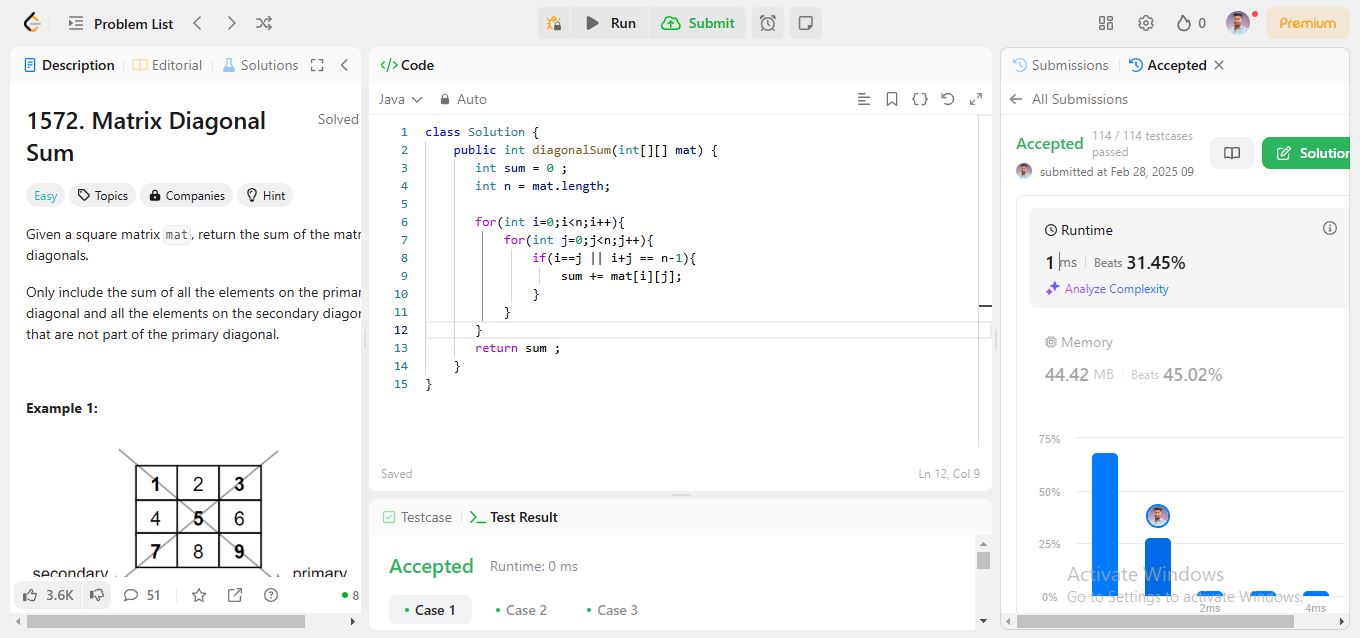 Problem List
Run
Submit
0
Premium
Description
Editorial
Solutions
1572. Matrix Diagonal
Sum
Solved
Easy
Topics
Companies
Hint
Given a square matrix mat, return the sum of the matr
diagonals.
Only include the sum of all the elements on the primar
diagonal and all the elements on the secondary diagon
that are not part of the primary diagonal.
Example 1:
1 2 3
4 5 6
7 8 9
secondary primary
3.6K
51
8
</>Code
Java
Auto
1 class Solution {
2 public int diagonalSum(int[][] mat) {
3 int sum = 0 ;
4 int n = mat.length;
5
6 for(int i=0;i<n;i++){
7 for(int j=0;j<n;j++){
8 if(i==j || i+j == n-1){
9 sum += mat[i][j];
10 }
11 }
12 }
13 return sum ;
14 }
15 }
Saved
Ln 12, Col 9
Testcase
Test Result
Accepted
Runtime: 0 ms
Case 1
Case 2
Case 3
Submissions
Accepted
All Submissions
Accepted
114 / 114 testcases
passed
submitted at Feb 28, 2025 09
Solution
Runtime
1 ms
Beats 31.45%
Analyze Complexity
Memory
44.42 MB
Beats 45.02%
75%
50%
25%
0%
2ms
4ms
Activate Windows
Go to Settings to activate Windows.